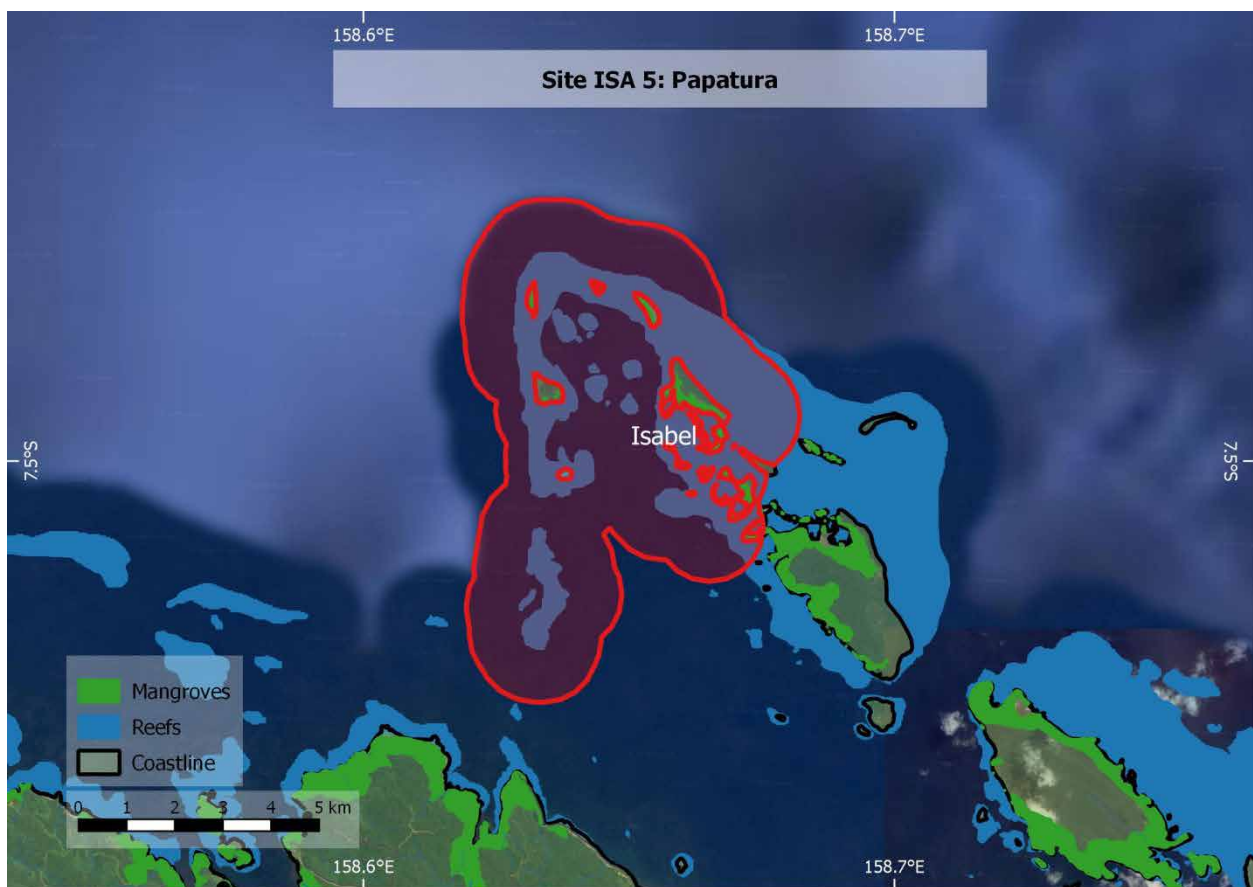 158.6°E
158.7°E
Site ISA 5: Papatura
Isabel
7.5°S
7.5°S
Mangroves
Reefs
Coastline
0 1 2 3 4 5 km
158.6°E
158.7°E